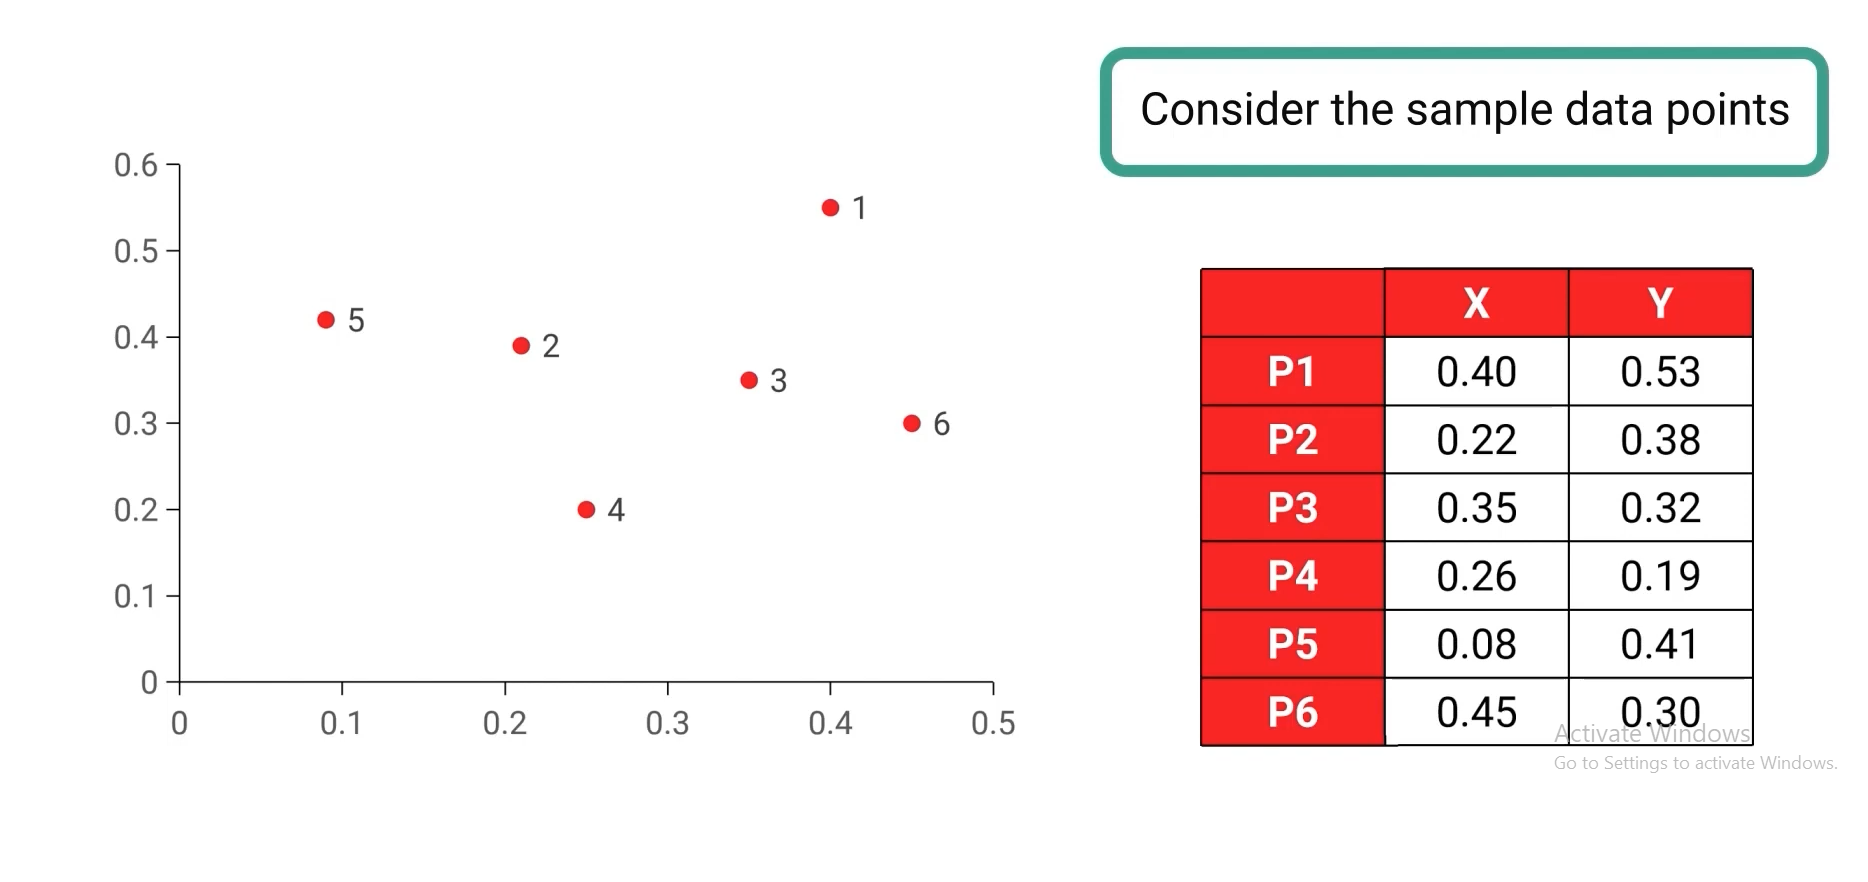 Consider the sample data points
0.6
0.5
0.4
0.3
0.2
0.1
0
0 0.1 0.2 0.3 0.4 0.5
1
5
2
3
6
4
X Y
P1 0.40 0.53
P2 0.22 0.38
P3 0.35 0.32
P4 0.26 0.19
P5 0.08 0.41
P6 0.45 0.30
Activate Windows
Go to Settings to activate Windows.